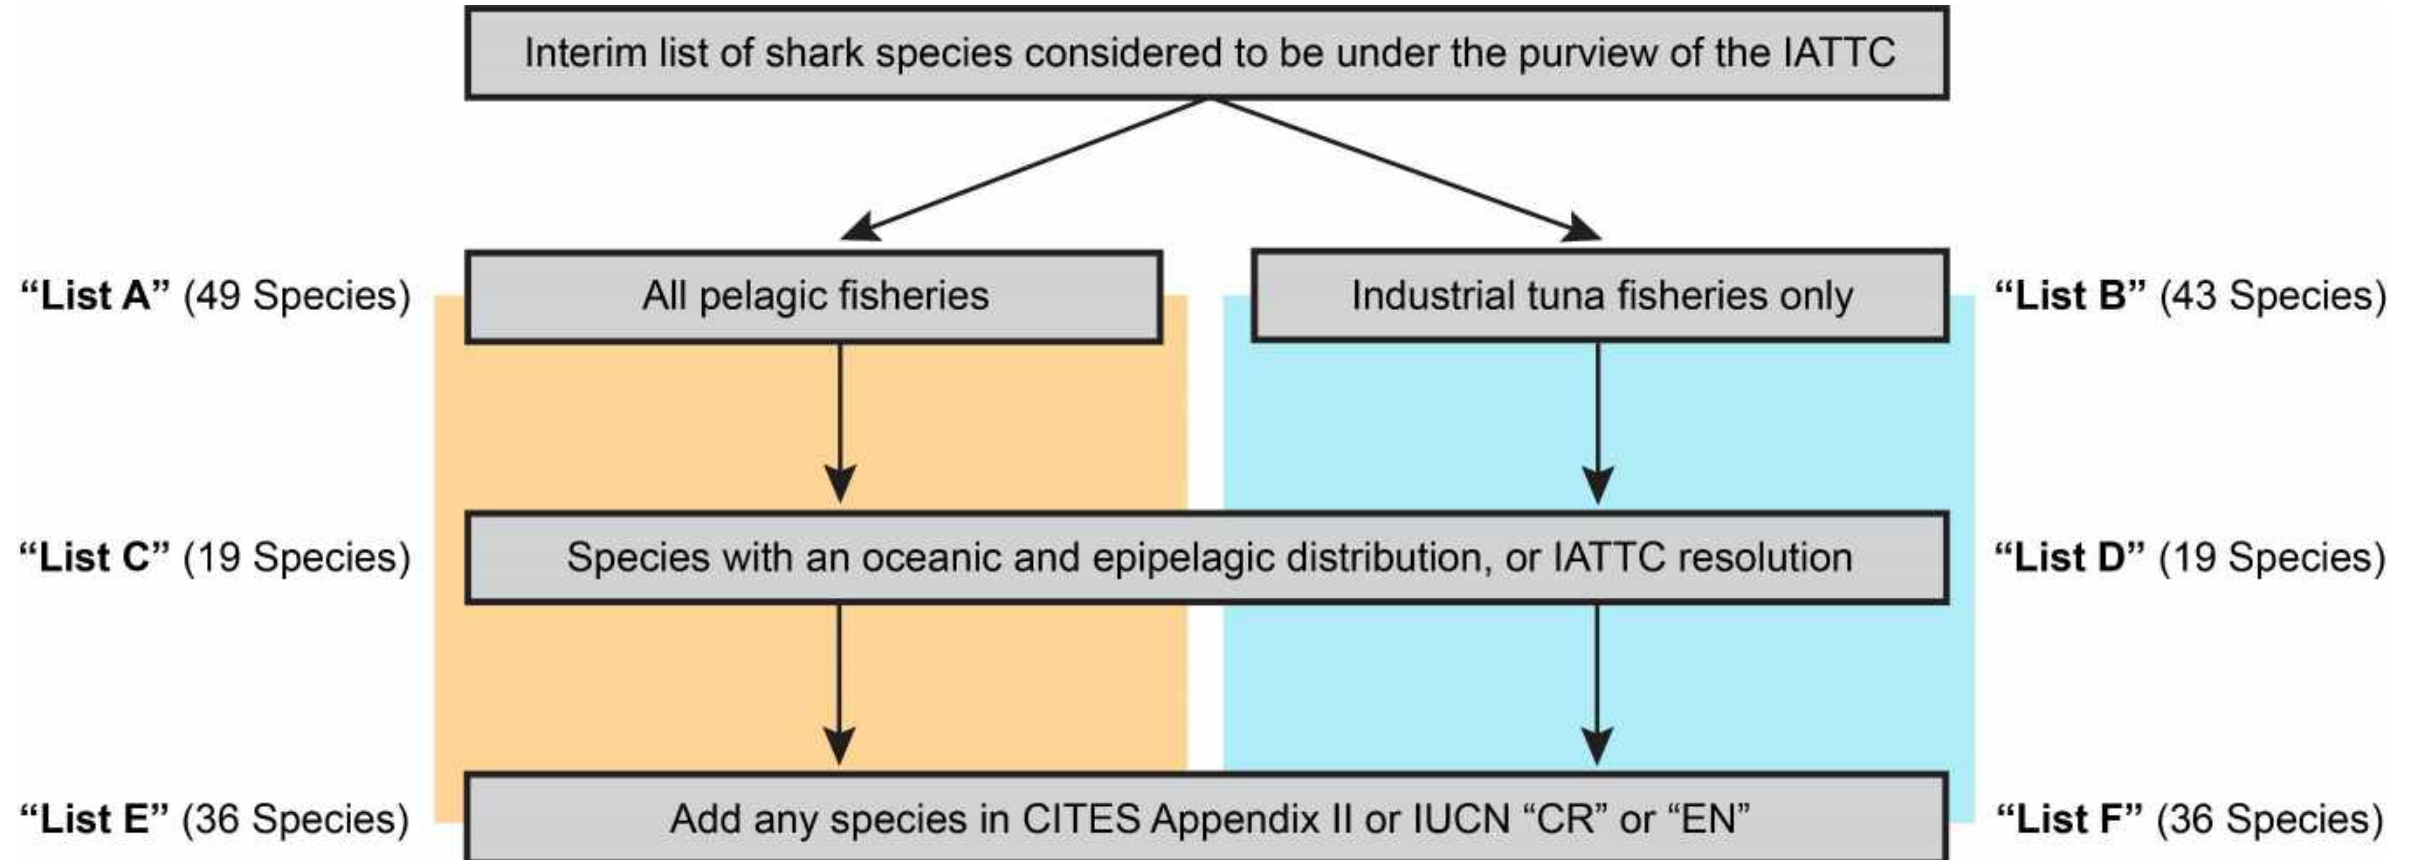 Interim list of shark species considered to be under the purview of the IATTC
“List A” (49 Species)
All pelagic fisheries
Industrial tuna fisheries only
“List B” (43 Species)
“List C” (19 Species)
Species with an oceanic and epipelagic distribution, or IATTC resolution
“List D” (19 Species)
“List E” (36 Species)
Add any species in CITES Appendix II or IUCN “CR” or “EN”
“List F” (36 Species)